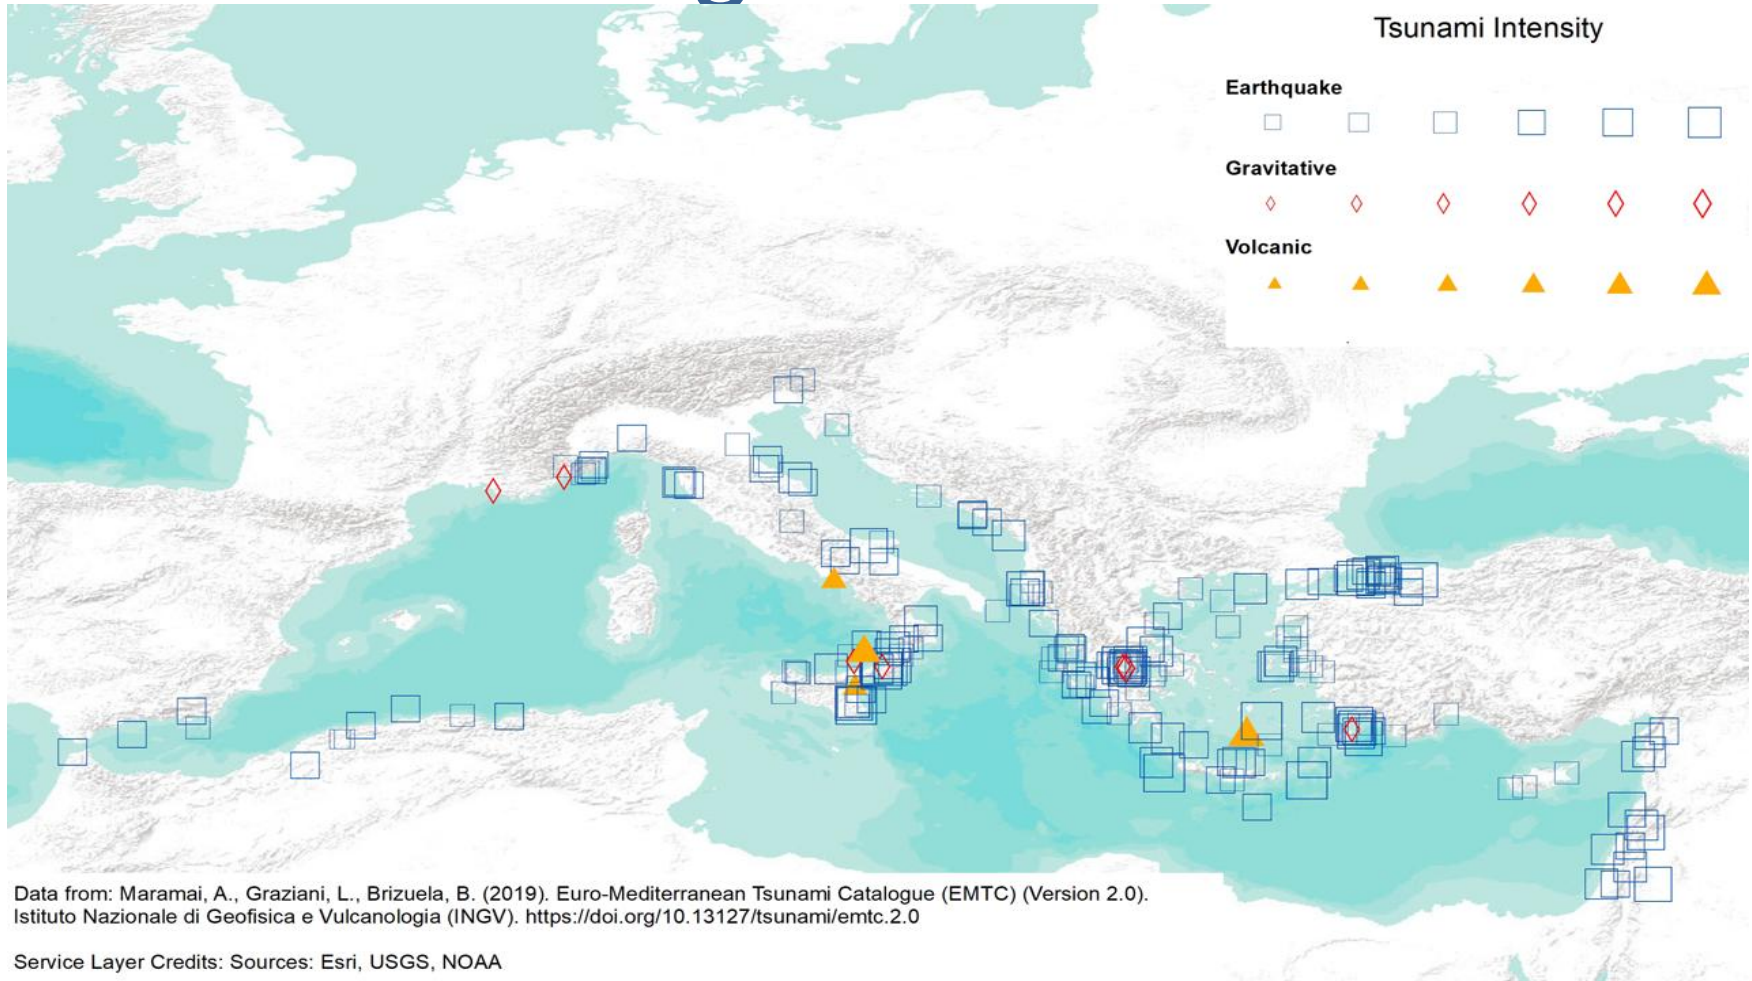 Tsunami Intensity
Earthquake
Gravitative
Volcanic
Data from: Maramai, A., Graziani, L., Brizuela, B. (2019). Euro-Mediterranean Tsunami Catalogue (EMTC) (Version 2.0).
Istituto Nazionale di Geofisica e Vulcanologia (INGV). https://doi.org/10.13127/tsunami/emtc.2.0
Service Layer Credits: Sources: Esri, USGS, NOAA